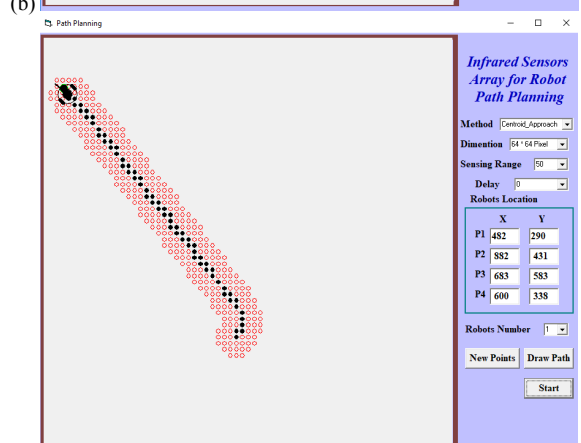 (b)
Path Planning
Infrared Sensors
Array for Robot
Path Planning
Method Centroid_Approach
Dimention 64 * 64 Pixel
Sensing Range 50
Delay 0
Robots Location
X Y
P1 482 290
P2 882 431
P3 683 583
P4 600 338
Robots Number 1
New Points Draw Path
Start